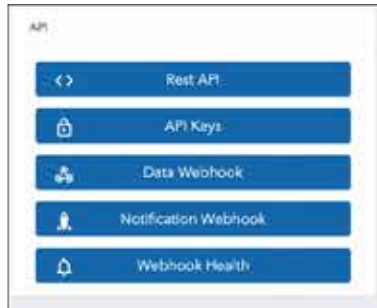 API
Rest API
API Keys
Data Webhook
Notification Webhook
Webhook Health